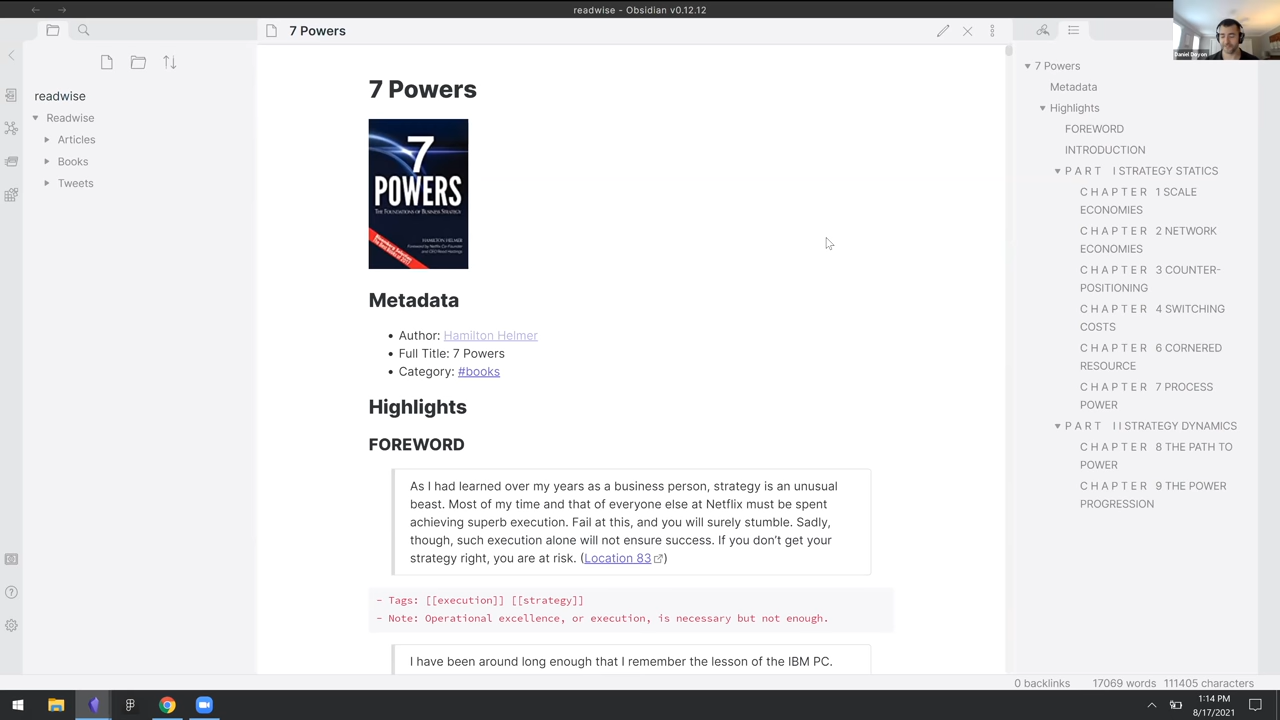 readwise - Obsidian v0.12.12
7 Powers
Daniel Doyon
readwise
Readwise
Articles
Books
Tweets
7 Powers
7
POWERS
THE FOUNDATIONS OF BUSINESS STRATEGY
HAMILTON HELMER
Metadata
Author: Hamilton Helmer
Full Title: 7 Powers
Category: #books
Highlights
FOREWORD
As I had learned over my years as a business person, strategy is an unusual
beast. Most of my time and that of everyone else at Netflix must be spent
achieving superb execution. Fail at this, and you will surely stumble. Sadly,
though, such execution alone will not ensure success. If you don't get your
strategy right, you are at risk. (Location 83)
- Tags: [[execution]] [[strategy]]
- Note: Operational excellence, or execution, is necessary but not enough.
I have been around long enough that I remember the lesson of the IBM PC.
7 Powers
Metadata
Highlights
FOREWORD
INTRODUCTION
P A R T I STRATEGY STATICS
C H A P T E R 1 SCALE
ECONOMIES
C H A P T E R 2 NETWORK
ECONOMIES
C H A P T E R 3 COUNTER-
POSITIONING
C H A P T E R 4 SWITCHING
COSTS
C H A P T E R 6 CORNERED
RESOURCE
C H A P T E R 7 PROCESS
POWER
P A R T I I STRATEGY DYNAMICS
C H A P T E R 8 THE PATH TO
POWER
C H A P T E R 9 THE POWER
PROGRESSION
0 backlinks 17069 words 111405 characters
1:14 PM
8/17/2021